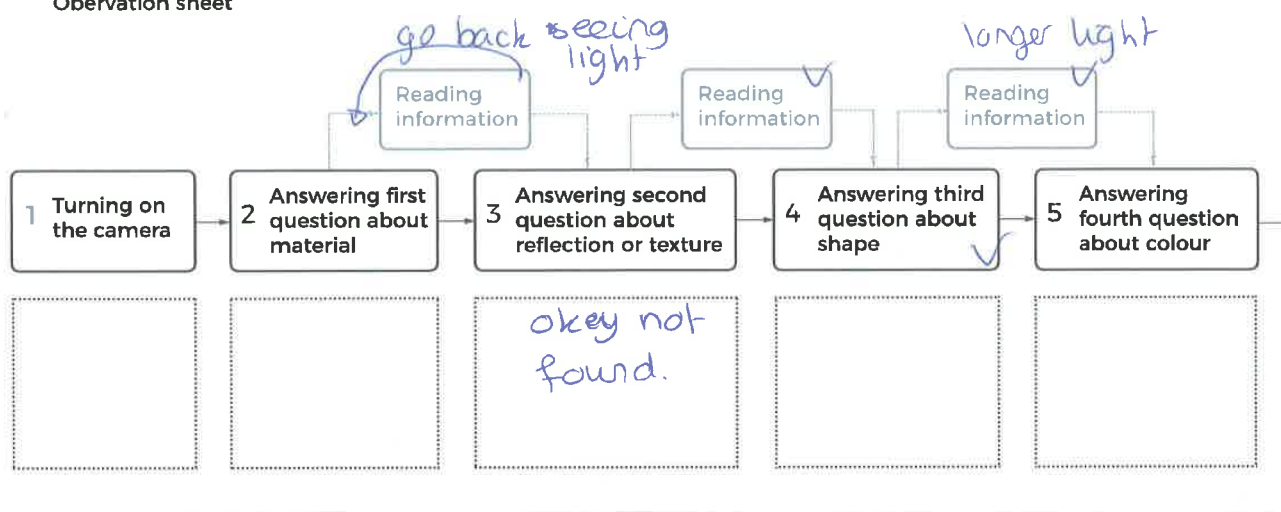 Obervation sheet
go back seeing
light
longer light
Reading
information
Reading
information
Reading
information
1 Turning on
the camera
2 Answering first
question about
material
3 Answering second
question about
reflection or texture
4 Answering third
question about
shape
5 Answering
fourth question
about colour
okey not
found.